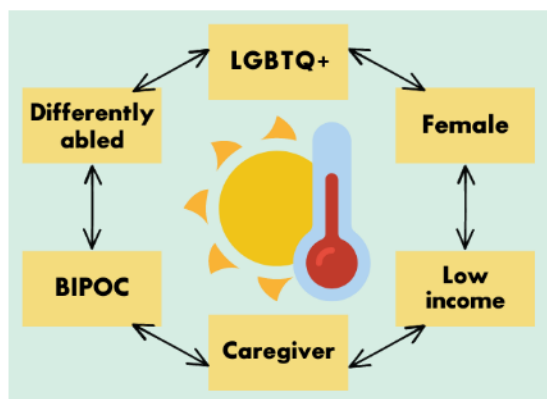 LGBTQ+
Differently
abled
Female
BIPOC
Low
income
Caregiver